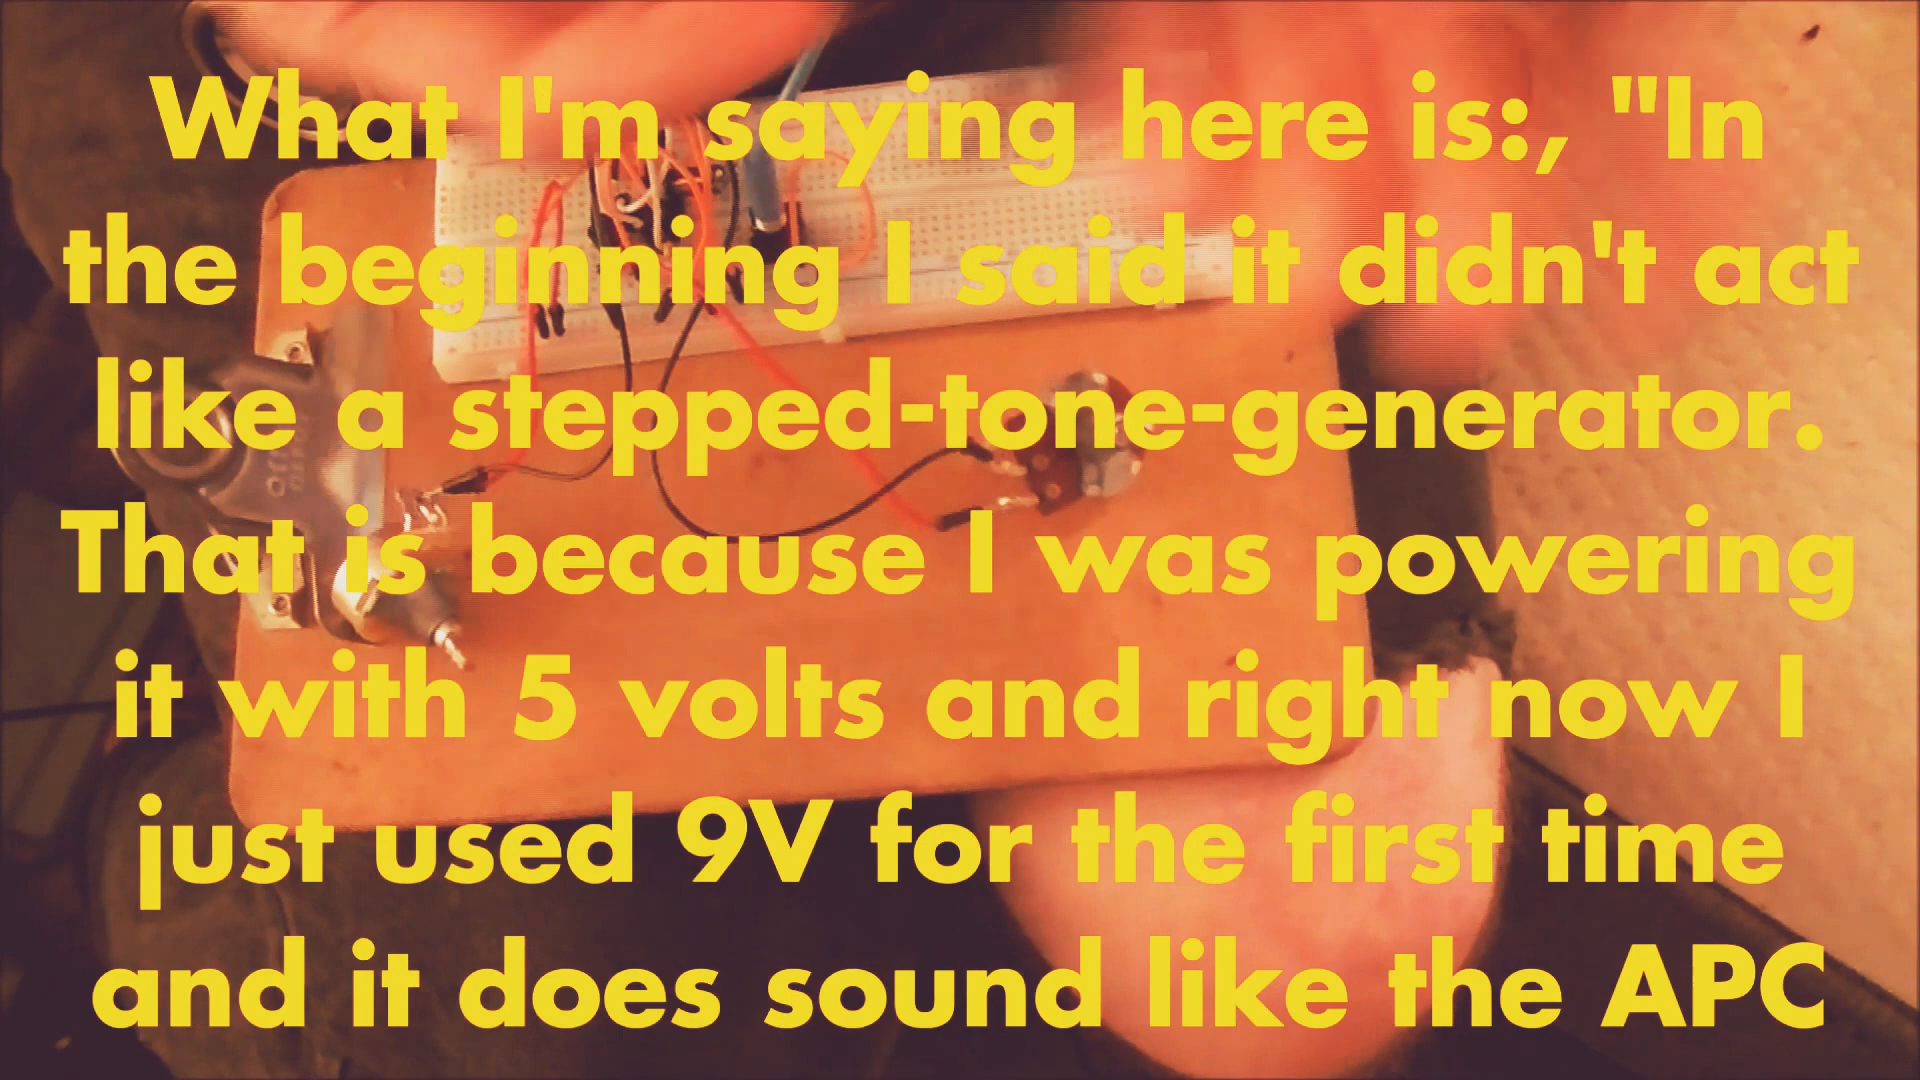 What I'm saying here is:, "In
the beginning I said it didn't act
like a stepped-tone-generator.
That is because I was powering
it with 5 volts and right now I
just used 9V for the first time
and it does sound like the APC